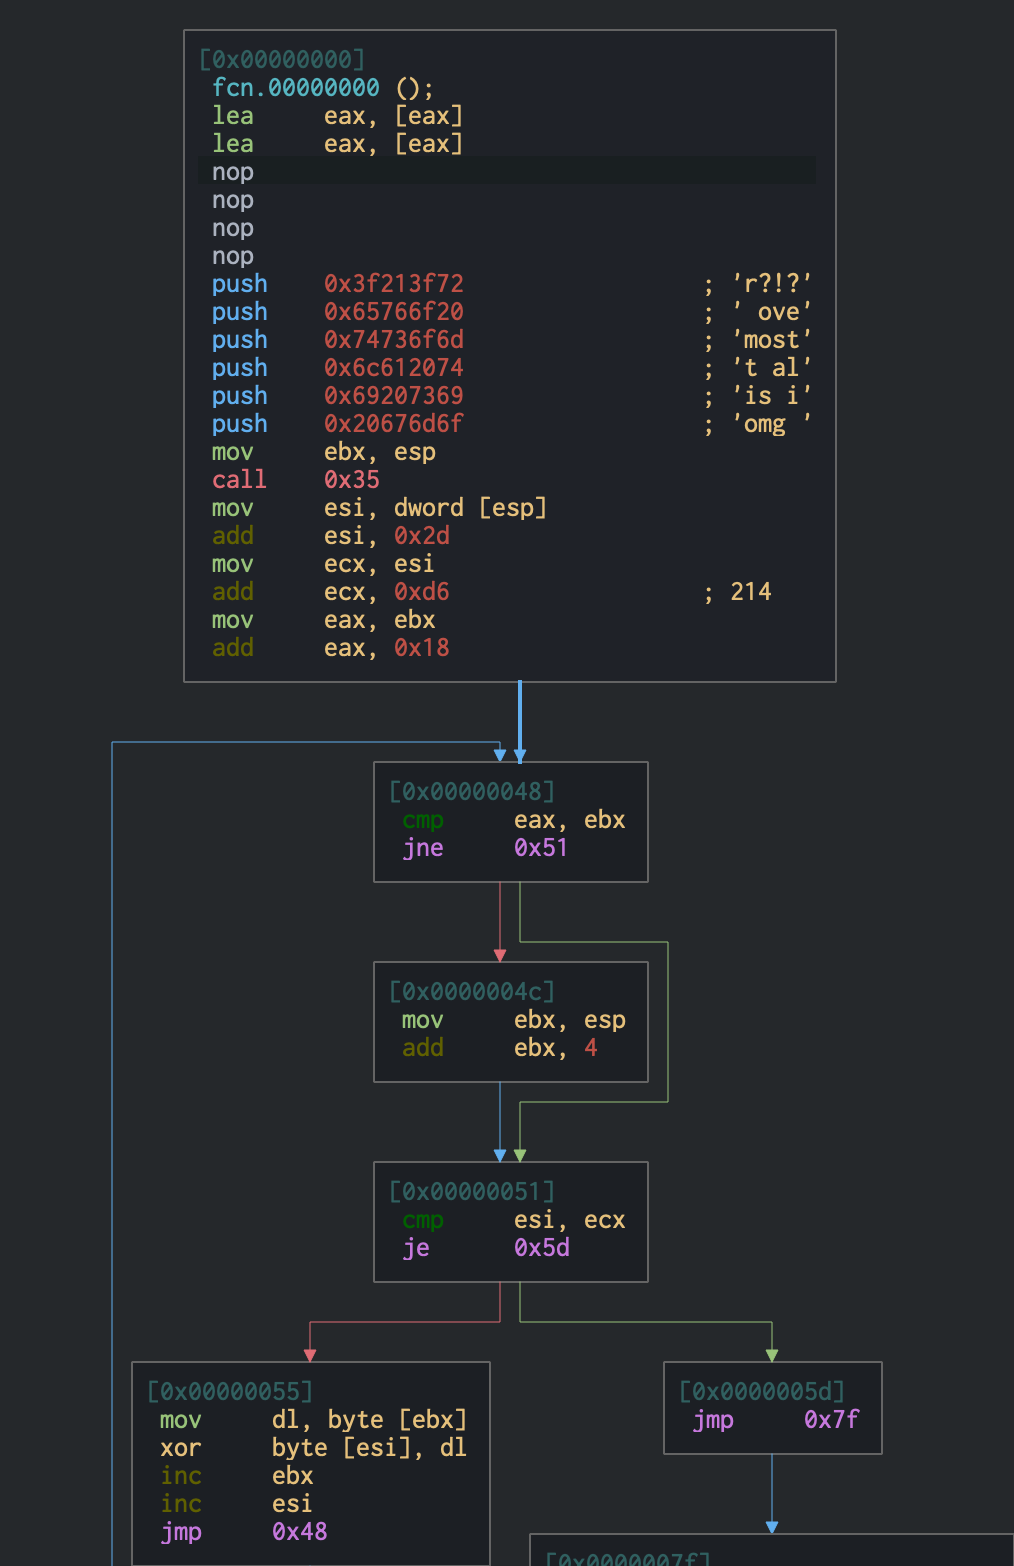 [0x00000000]
fcn.00000000 ();
lea eax, [eax]
lea eax, [eax]
nop
nop
nop
nop
push 0x3f213f72 ; 'r?!?'
push 0x65766f20 ; ' ove'
push 0x74736f6d ; 'most'
push 0x6c612074 ; 't al'
push 0x69207369 ; 'is i'
push 0x20676d6f ; 'omg '
mov ebx, esp
call 0x35
mov esi, dword [esp]
add esi, 0x2d
mov ecx, esi
add ecx, 0xd6 ; 214
mov eax, ebx
add eax, 0x18
[0x00000048]
cmp eax, ebx
jne 0x51
[0x0000004c]
mov ebx, esp
add ebx, 4
[0x00000051]
cmp esi, ecx
je 0x5d
[0x00000055]
mov dl, byte [ebx]
xor byte [esi], dl
inc ebx
inc esi
jmp 0x48
[0x0000005d]
jmp 0x7f
[0x0000007f]